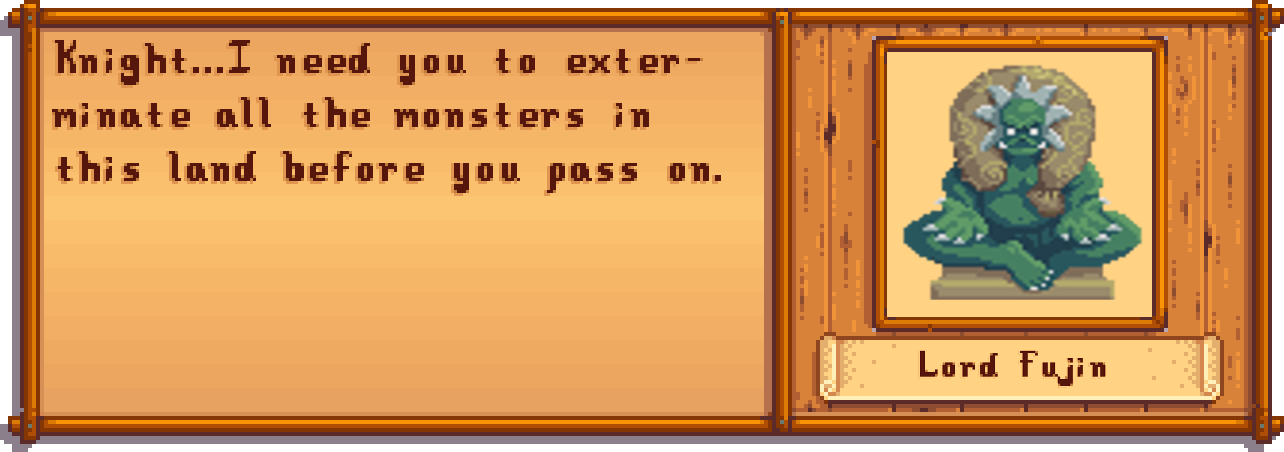 Knight...I need you to exter-
minate all the monsters in
this land before you pass on.
Lord Fujin